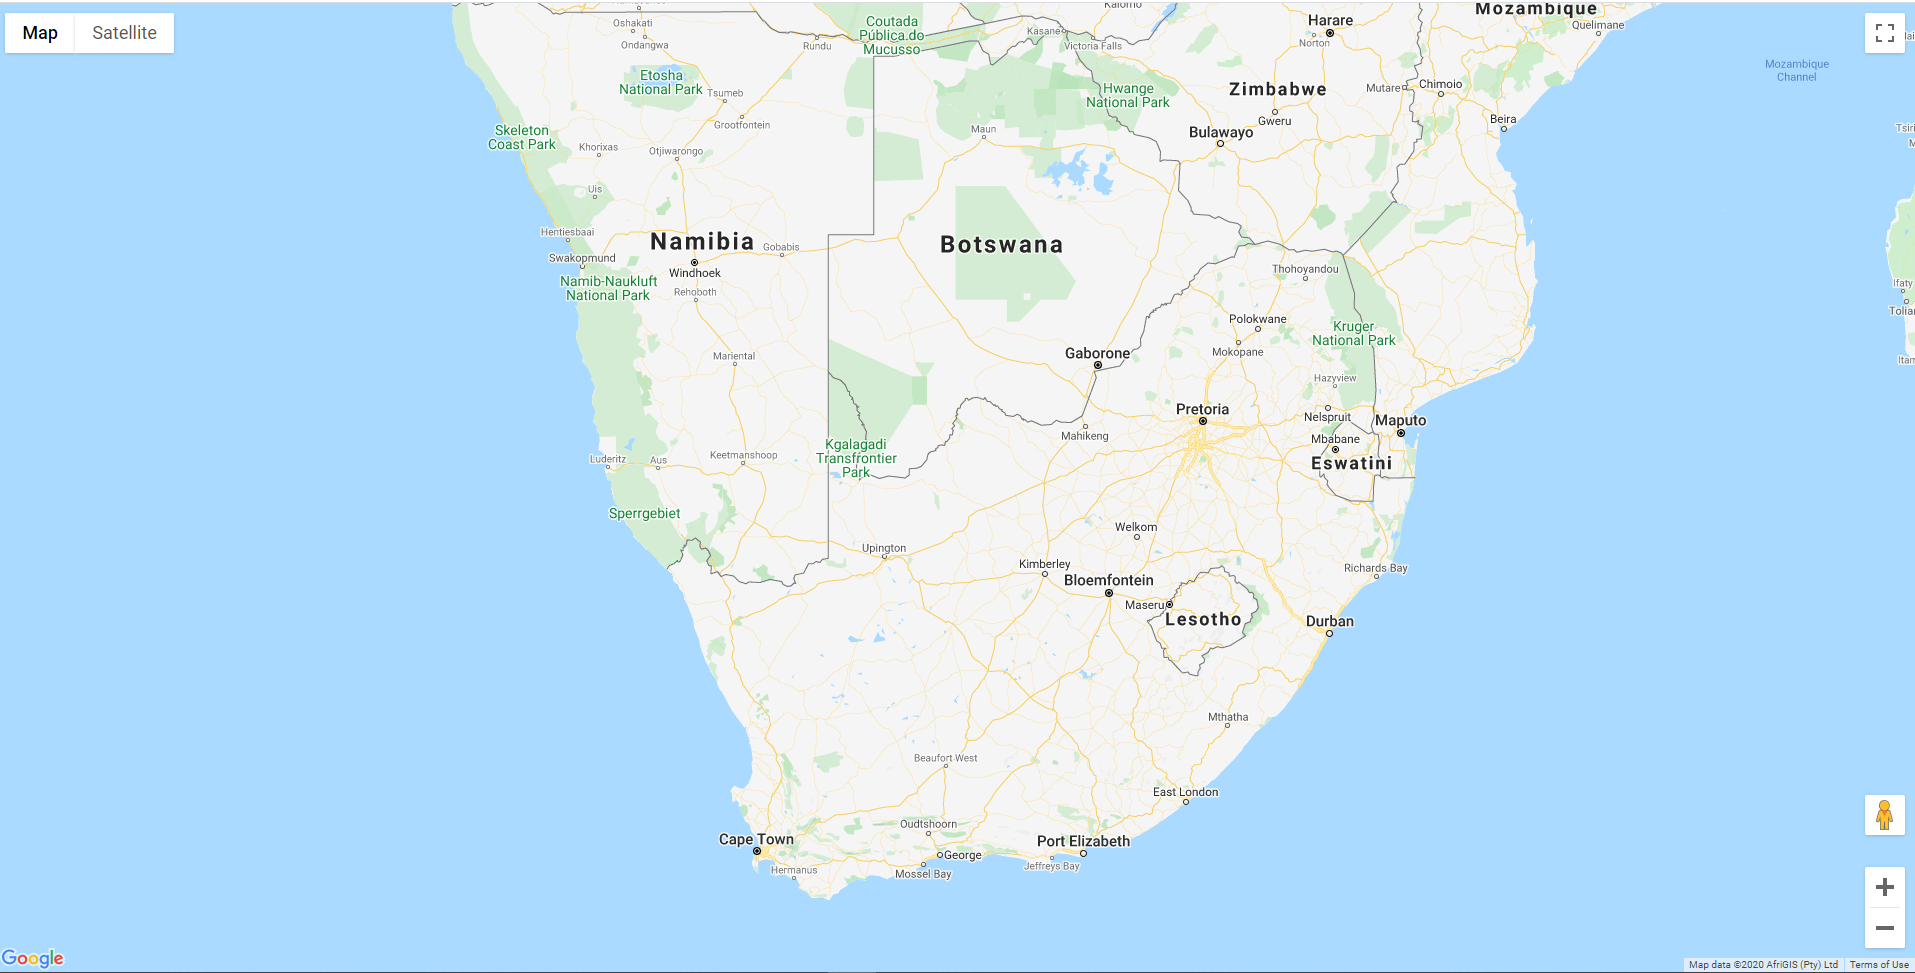 Map
Satellite
Oshakati
Ondangwa
Rundu
Coutada
Pública do
Mucusso
Kasane
Victoria Falls
Kalomo
Harare
Norton
Mozambique
Quelimane
Mozambique
Channel
Etosha
National Park
Tsumeb
Grootfontein
Hwange
National Park
Zimbabwe
Mutare
Chimoio
Skeleton
Coast Park
Khorixas
Otjiwarongo
Maun
Bulawayo
Gweru
Beira
Uis
Hentiesbaai
Swakopmund
Namibia
Gobabis
Windhoek
Rehoboth
Botswana
Namib-Naukluft
National Park
Thohoyandou
Ifaty
Polokwane
Mokopane
Kruger
National Park
Mariental
Gaborone
Hazyview
Pretoria
Nelspruit
Maputo
Mahikeng
Mbabane
Eswatini
Kgalagadi
Transfrontier
Park
Luderitz
Aus
Keetmanshoop
Sperrgebiet
Welkom
Upington
Kimberley
Bloemfontein
Richards Bay
Maseru
Lesotho
Durban
Mthatha
Beaufort West
East London
Oudtshoorn
Cape Town
George
Port Elizabeth
Hermanus
Mossel Bay
Jeffreys Bay
Google
Map data ©2020 AfriGIS (Pty) Ltd
Terms of Use